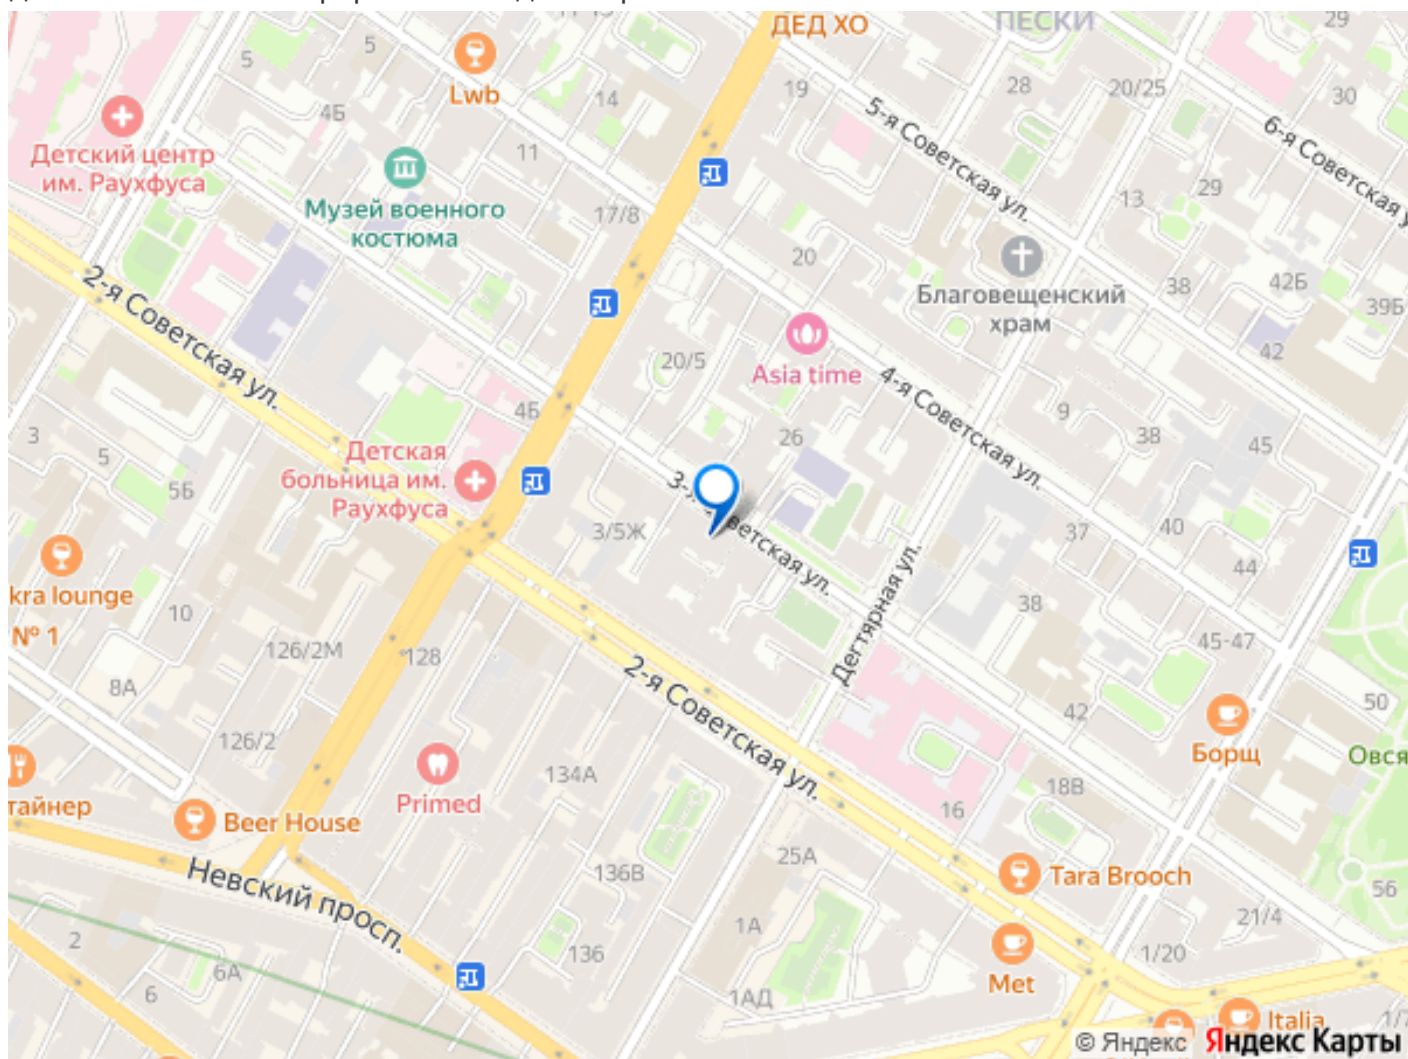 ДЕД ХО
ПЕСКИ
29
5
5
Lwb
14
19
28
20/25
30
4Б
5-я Советская ул.
6-я Советская у
Детский центр
им. Раухфуса
11
Музей военного
костюма
17/8
13
29
20
Благовещенский
храм
38
42Б
39Б
2-я Советская ул.
Asia time
20/5
42
4-я Советская ул.
4Б
9
38
45
3
5
5Б
Детская
больница им.
Раухфуса
26
3/5Ж
37
40
44
kra lounge
№ 1
10
Дегтярная ул.
38
45-47
126/2М
128
8А
2-я Советская ул.
42
50
Борщ
Овся
126/2
134А
18В
тайнер
Beer House
Primed
16
Невский просп.
136В
25А
Tara Brooch
56
2
6А
6
136
1А
1АД
Met
21/4
1/20
Italia
1/7
© Яндекс Яндекс Карты